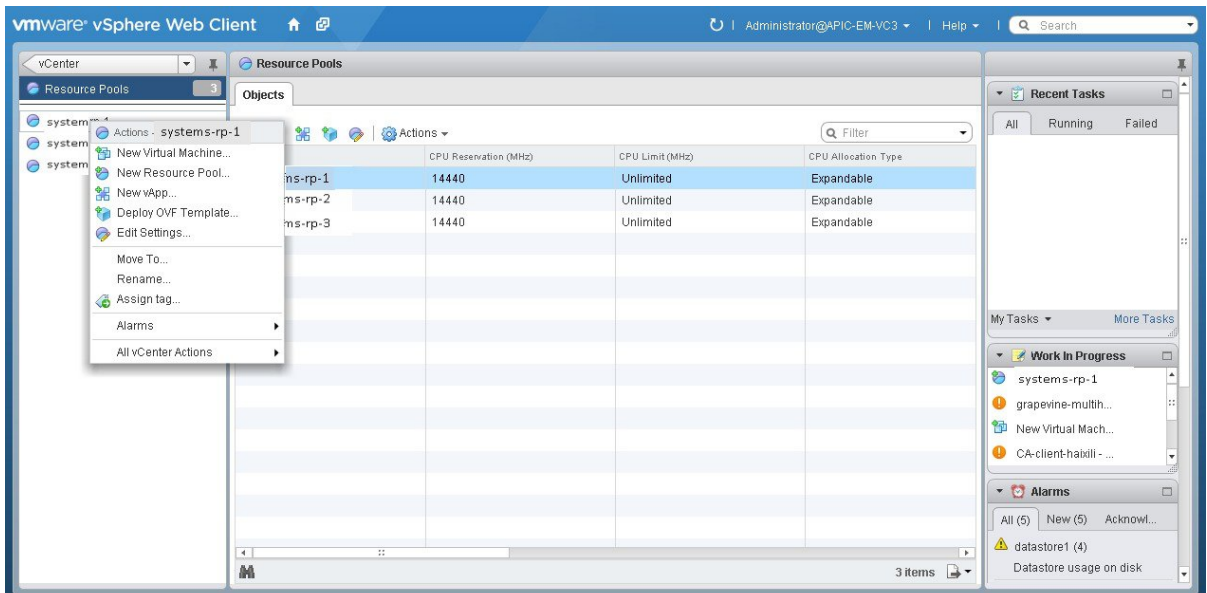 vmware® vSphere Web Client
Administrator@APIC-EM-VC3 | Help | Search
vCenter
Resource Pools 3
system
system
Actions - systems-rp-1
New Virtual Machine...
New Resource Pool...
New vApp...
Deploy OVF Template...
Edit Settings...
Move To...
Rename...
Assign tag...
Alarms
All vCenter Actions
Resource Pools
Objects
Actions
Filter
CPU Reservation (MHz) CPU Limit (MHz) CPU Allocation Type
ms-rp-1 14440 Unlimited Expandable
ms-rp-2 14440 Unlimited Expandable
ms-rp-3 14440 Unlimited Expandable
3 items
Recent Tasks
All Running Failed
My Tasks More Tasks
Work In Progress
systems-rp-1
grapevine-multih...
New Virtual Mach...
CA-client-haixili - ...
Alarms
All (5) New (5) Acknowl...
datastore1 (4)
Datastore usage on disk